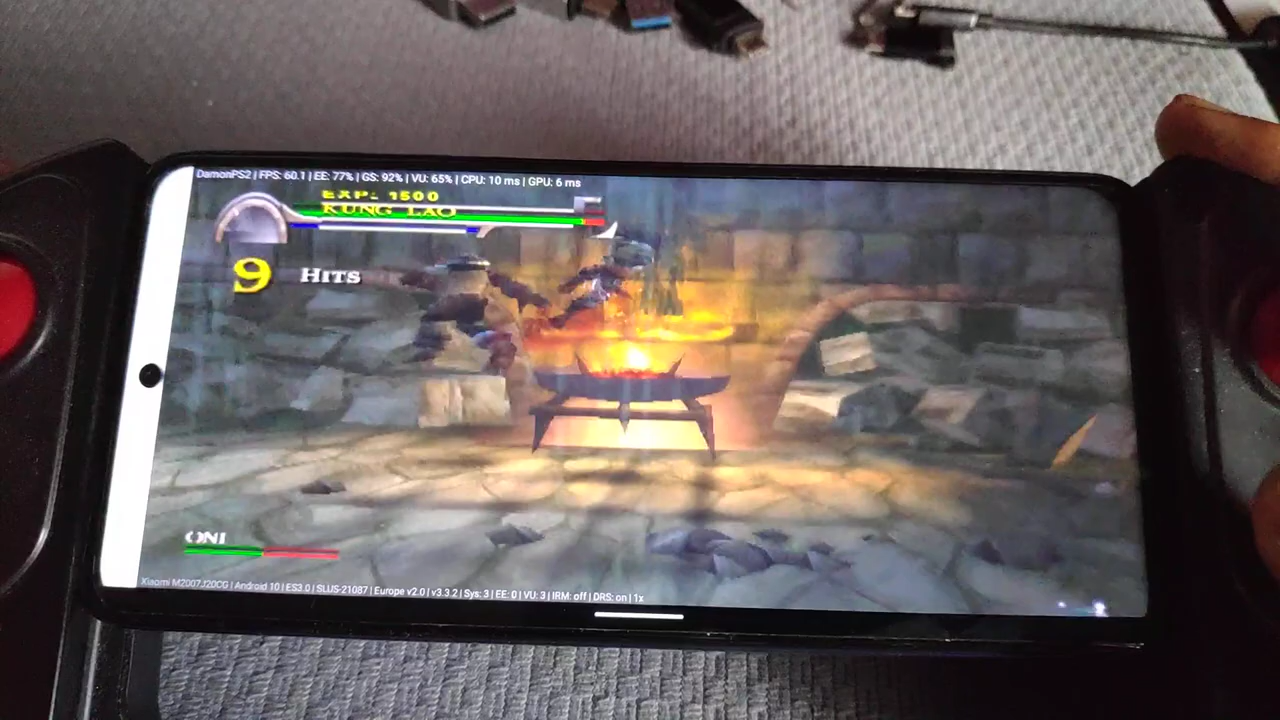 DamonPS2 | FPS: 60.1 | EE: 77% | GS: 92% | VU: 65% | CPU: 10 ms | GPU: 6 ms
EXP: 1500
KUNG LAO
9 HITS
ONI
Xiaomi M2007J20CG | Android 10 | ES3.0 | SLUS-21087 | Europe v2.0 | v3.3.2 | Sys: 3 | EE: 0 | VU: 3 | IRM: off | DRS: on | 1x